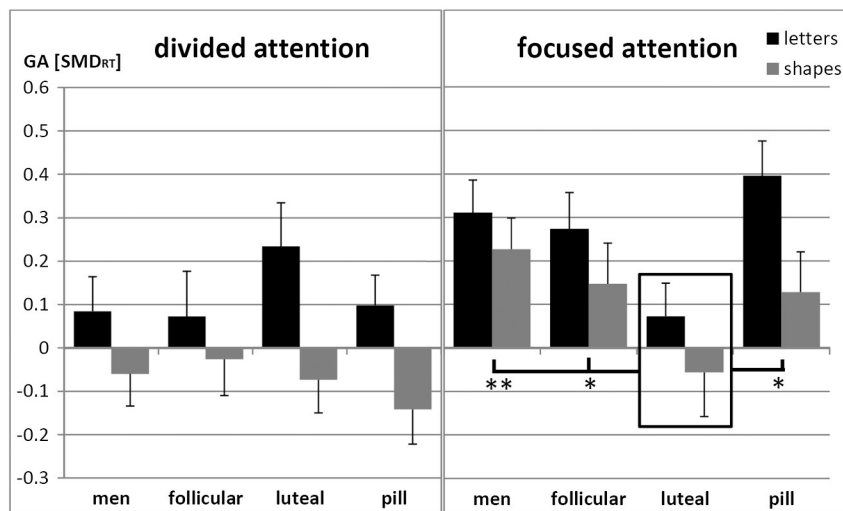 divided attention
focused attention
letters
shapes
GA [SMDRT]
0.6
0.5
0.4
0.3
0.2
0.1
0
-0.1
-0.2
-0.3
** * *
men follicular luteal pill
men follicular luteal pill